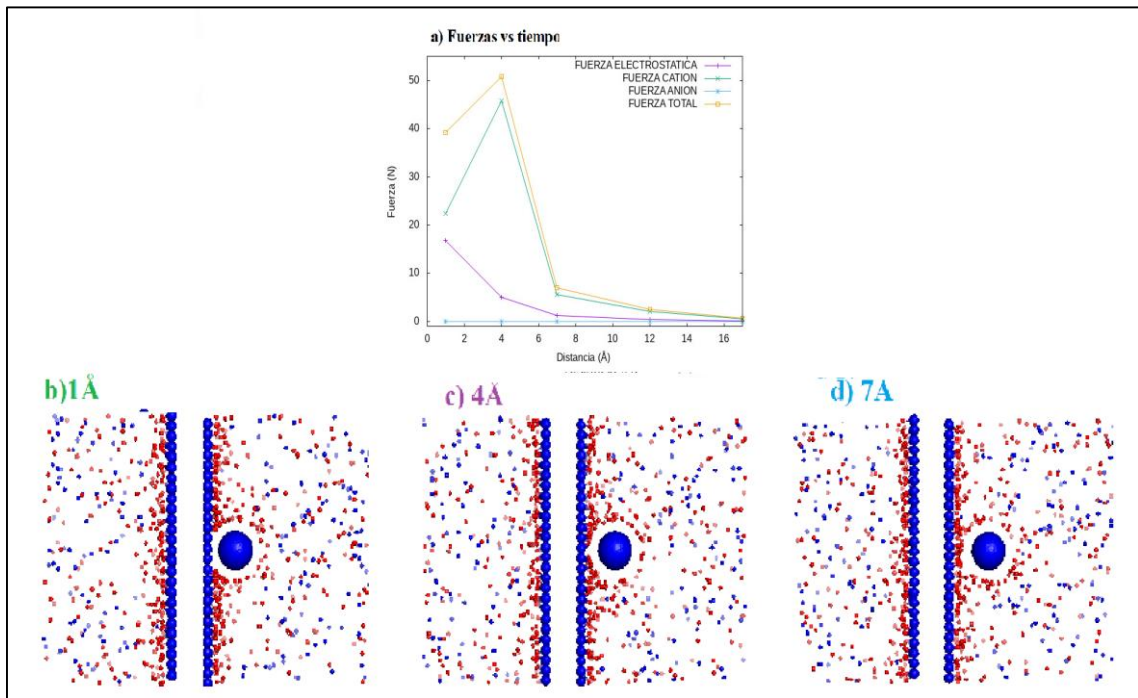 a) Fuerzas vs tiempo
FUERZA ELECTROSTATICA
FUERZA CATION
FUERZA ANION
FUERZA TOTAL
50
40
30
20
10
0
Fuerza (N)
0 2 4 6 8 10 12 14 16
Distancia (Å)
b)1Å
c) 4Å
d) 7A